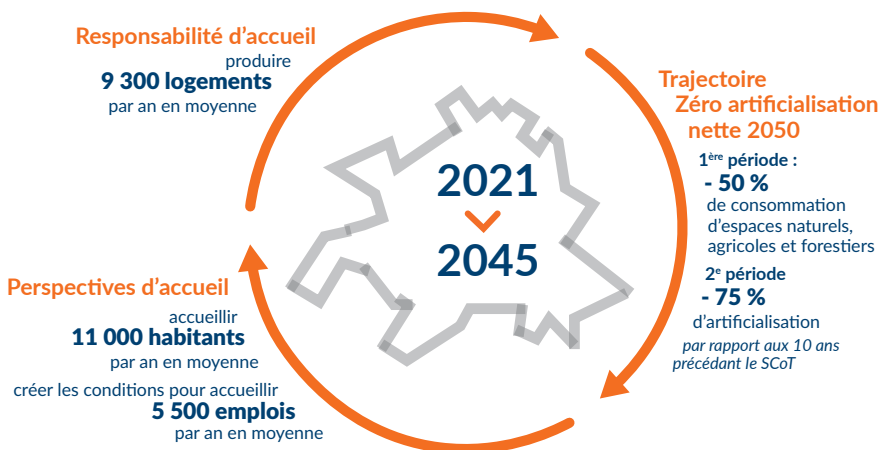 Responsabilité d'accueil
produire
9 300 logements
par an en moyenne
Trajectoire
Zéro artificialisation
nette 2050
1ère période :
- 50 %
de consommation
d'espaces naturels,
agricoles et forestiers
2e période
- 75 %
d'artificialisation
par rapport aux 10 ans
précédant le SCoT
2021
2045
Perspectives d'accueil
accueillir
11 000 habitants
par an en moyenne
créer les conditions pour accueillir
5 500 emplois
par an en moyenne